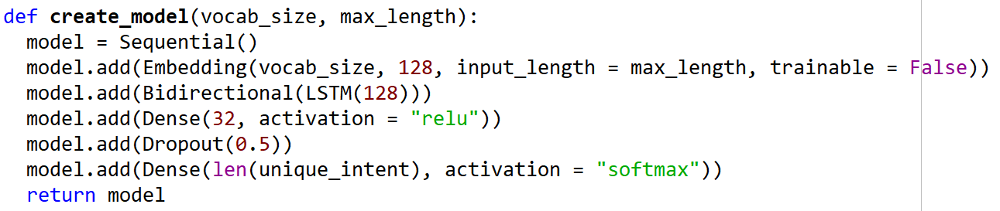 def create_model(vocab_size, max_length):
  model = Sequential()
  model.add(Embedding(vocab_size, 128, input_length = max_length, trainable = False))
  model.add(Bidirectional(LSTM(128)))
  model.add(Dense(32, activation = "relu"))
  model.add(Dropout(0.5))
  model.add(Dense(len(unique_intent), activation = "softmax"))
  return model